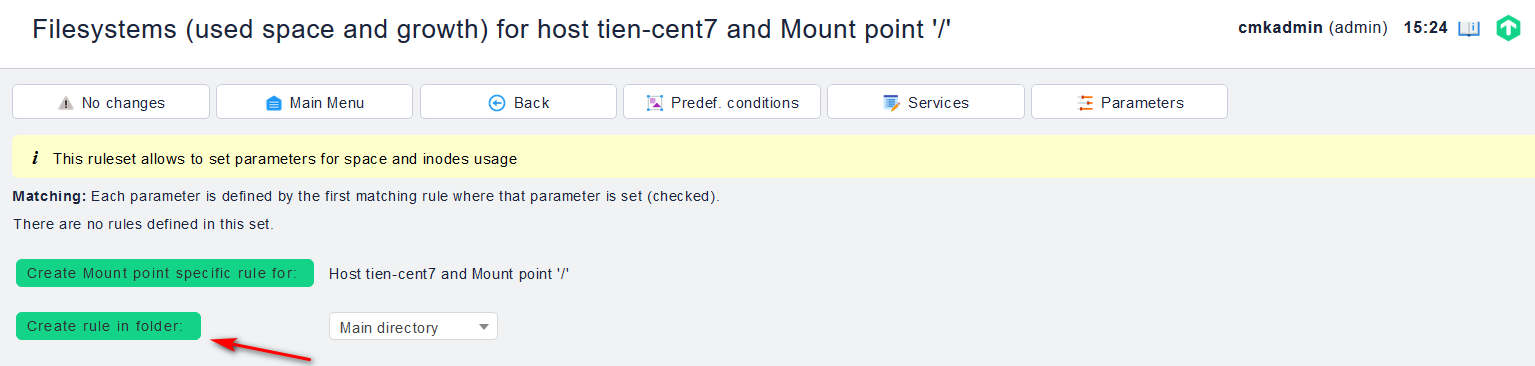 Filesystems (used space and growth) for host tien-cent7 and Mount point '/'
cmkadmin (admin) 15:24
No changes Main Menu Back Predef. conditions Services Parameters
i This ruleset allows to set parameters for space and inodes usage
Matching: Each parameter is defined by the first matching rule where that parameter is set (checked).
There are no rules defined in this set.
Create Mount point specific rule for: Host tien-cent7 and Mount point '/'
Create rule in folder: Main directory